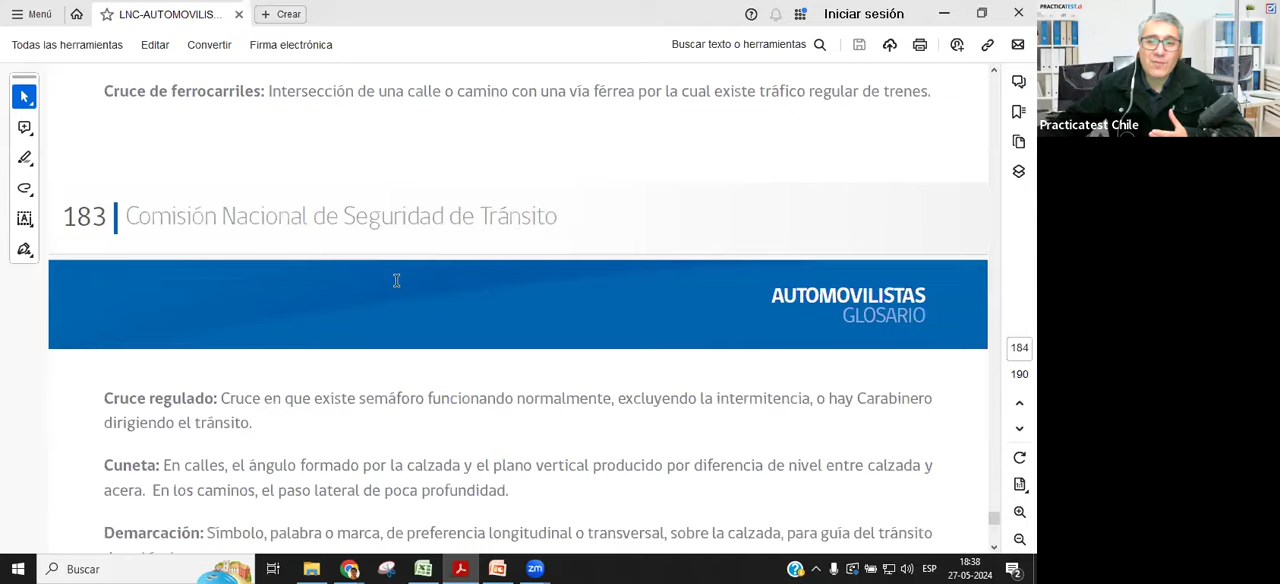 Menú
LNC-AUTOMOVILIS...
Crear
Iniciar sesión
Todas las herramientas
Editar
Convertir
Firma electrónica
Buscar texto o herramientas
PRACTICATEST.cl
Practicatest Chile
Cruce de ferrocarriles: Intersección de una calle o camino con una vía férrea por la cual existe tráfico regular de trenes.
183 Comisión Nacional de Seguridad de Tránsito
AUTOMOVILISTAS
GLOSARIO
184
190
Cruce regulado: Cruce en que existe semáforo funcionando normalmente, excluyendo la intermitencia, o hay Carabinero
dirigiendo el tránsito.
Cuneta: En calles, el ángulo formado por la calzada y el plano vertical producido por diferencia de nivel entre calzada y
acera. En los caminos, el paso lateral de poca profundidad.
Demarcación: Símbolo, palabra o marca, de preferencia longitudinal o transversal, sobre la calzada, para guía del tránsito
Buscar
ESP
18:38
27-05-2024
2